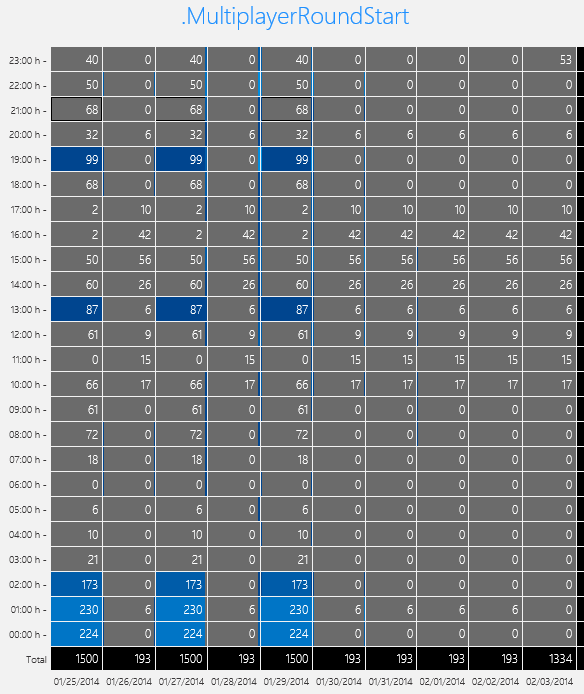 .MultiplayerRoundStart
23:00 h - 40 0 40 0 40 0 0 0 0 53
22:00 h - 50 0 50 0 50 0 0 0 0 0
21:00 h - 68 0 68 0 68 0 0 0 0 0
20:00 h - 32 6 32 6 32 6 6 6 6 6
19:00 h - 99 0 99 0 99 0 0 0 0 0
18:00 h - 68 0 68 0 68 0 0 0 0 0
17:00 h - 2 10 2 10 2 10 10 10 10 10
16:00 h - 2 42 2 42 2 42 42 42 42 42
15:00 h - 50 56 50 56 50 56 56 56 56 56
14:00 h - 60 26 60 26 60 26 26 26 26 26
13:00 h - 87 6 87 6 87 6 6 6 6 6
12:00 h - 61 9 61 9 61 9 9 9 9 9
11:00 h - 0 15 0 15 0 15 15 15 15 15
10:00 h - 66 17 66 17 66 17 17 17 17 17
09:00 h - 61 0 61 0 61 0 0 0 0 0
08:00 h - 72 0 72 0 72 0 0 0 0 0
07:00 h - 18 0 18 0 18 0 0 0 0 0
06:00 h - 0 0 0 0 0 0 0 0 0 0
05:00 h - 6 0 6 0 6 0 0 0 0 0
04:00 h - 10 0 10 0 10 0 0 0 0 0
03:00 h - 21 0 21 0 21 0 0 0 0 0
02:00 h - 173 0 173 0 173 0 0 0 0 0
01:00 h - 230 6 230 6 230 6 6 6 6 6
00:00 h - 224 0 224 0 224 0 0 0 0 0
Total 1500 193 1500 193 1500 193 193 193 193 1334
01/25/2014 01/26/2014 01/27/2014 01/28/2014 01/29/2014 01/30/2014 01/31/2014 02/01/2014 02/02/2014 02/03/2014